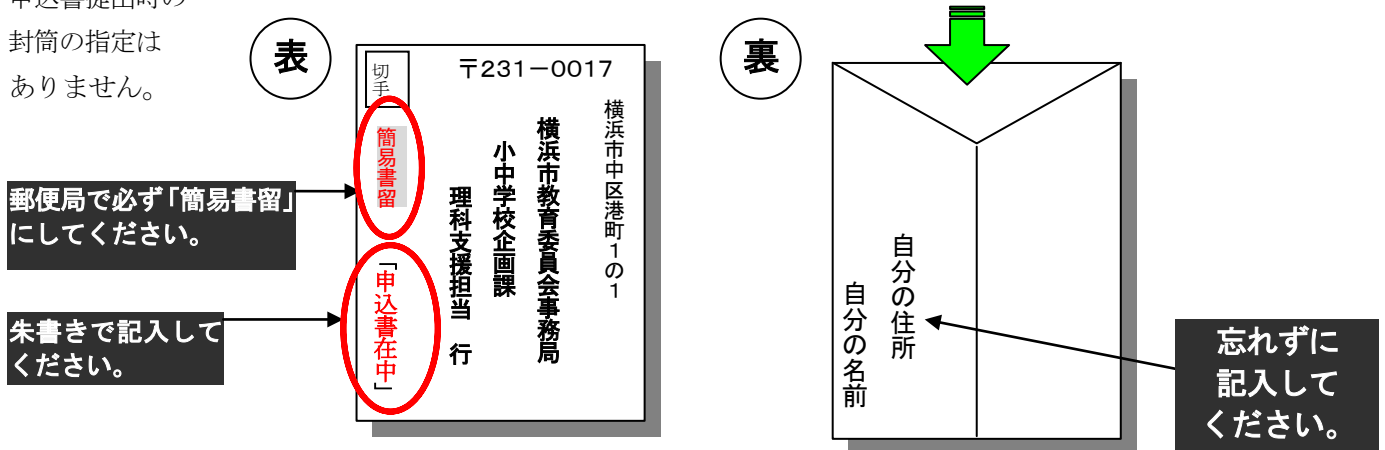 申込書提出時の
封筒の指定は
ありません。
表
切手
〒231－0017
横浜市中区港町1の1
横浜市教育委員会事務局
小中学校企画課
理科支援担当　行
簡易書留
「申込書在中」
郵便局で必ず「簡易書留」
にしてください。
朱書きで記入して
ください。
裏
自分の住所
自分の名前
忘れずに
記入して
ください。